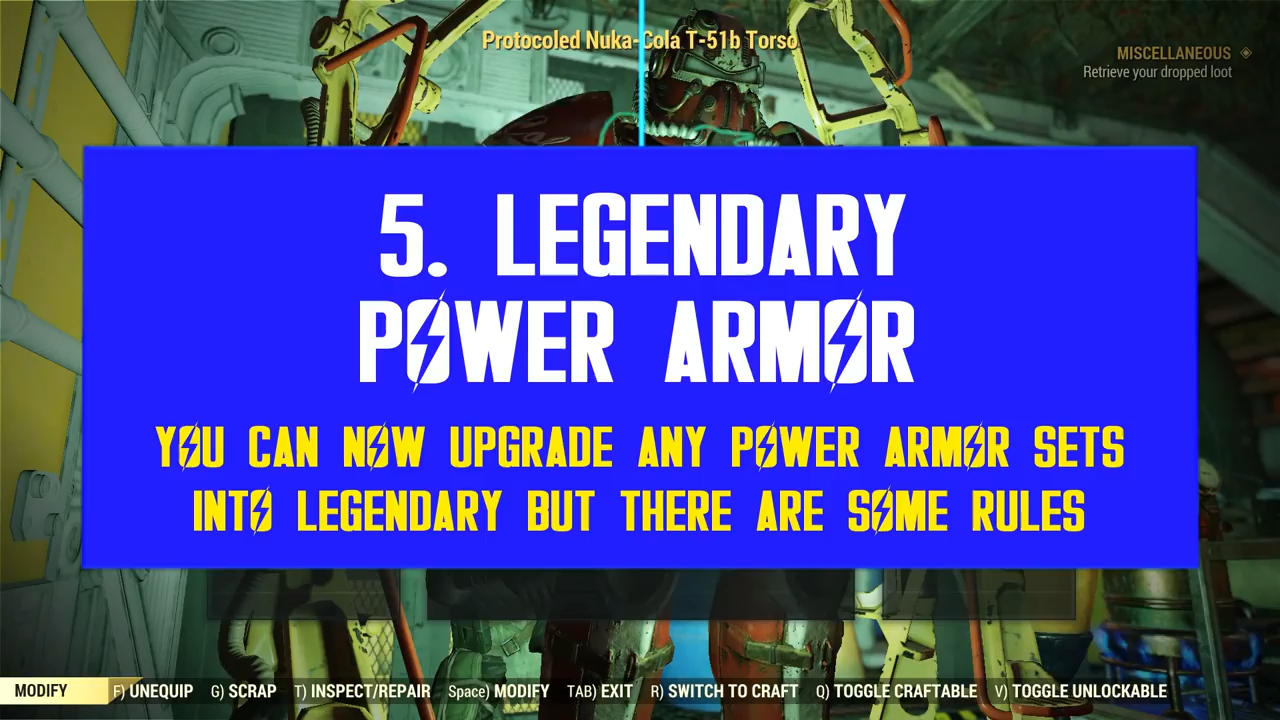 Protocoled Nuka-Cola T-51b Torso
MISCELLANEOUS
Retrieve your dropped loot
5. LEGENDARY
POWER ARMOR
YOU CAN NOW UPGRADE ANY POWER ARMOR SETS
INTO LEGENDARY BUT THERE ARE SOME RULES
MODIFY F) UNEQUIP G) SCRAP T) INSPECT/REPAIR Space) MODIFY TAB) EXIT R) SWITCH TO CRAFT Q) TOGGLE CRAFTABLE V) TOGGLE UNLOCKABLE